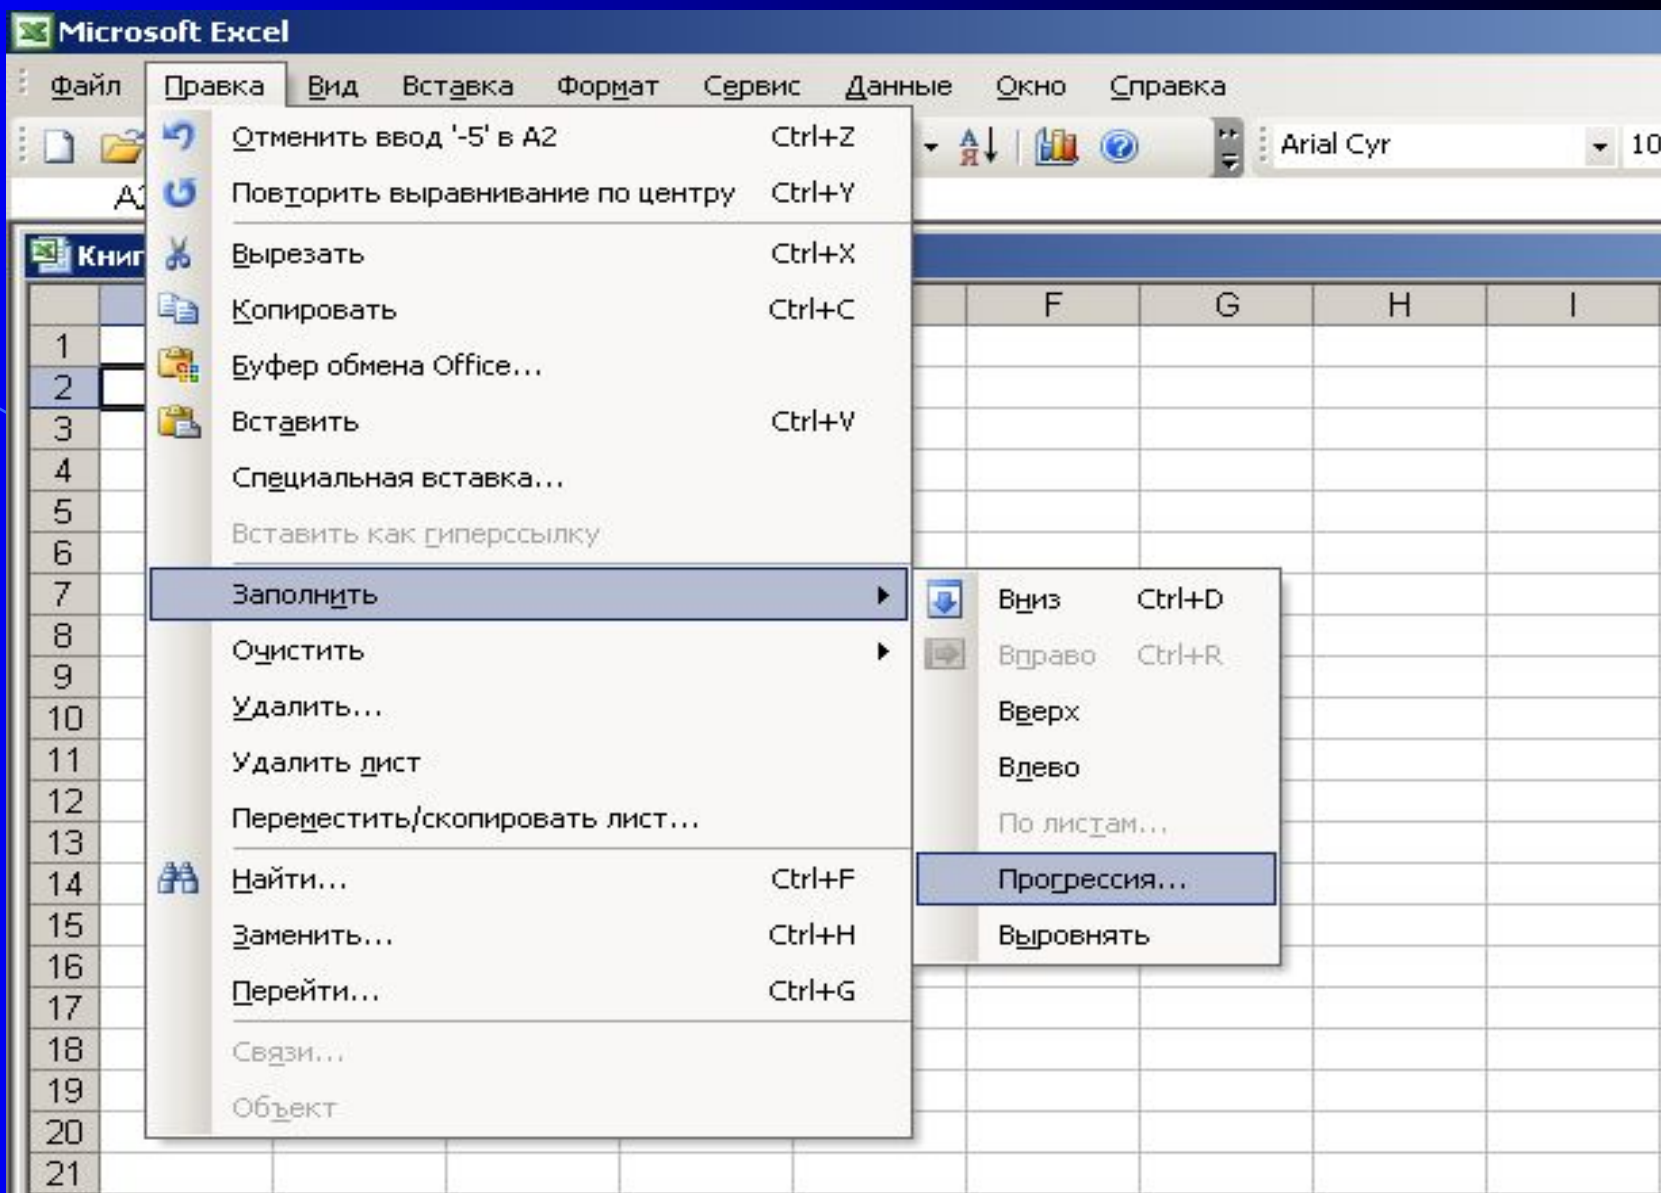 Microsoft Excel
Файл Правка Вид Вставка Формат Сервис Данные Окно Справка
Arial Cyr 10
Отменить ввод '-5' в A2 Ctrl+Z
Повторить выравнивание по центру Ctrl+Y
Вырезать Ctrl+X
Копировать Ctrl+C
Буфер обмена Office...
Вставить Ctrl+V
Специальная вставка...
Вставить как гиперссылку
Заполнить
Очистить
Удалить...
Удалить лист
Переместить/скопировать лист...
Найти... Ctrl+F
Заменить... Ctrl+H
Перейти... Ctrl+G
Связи...
Объект
Вниз Ctrl+D
Вправо Ctrl+R
Вверх
Влево
По листам...
Прогрессия...
Выровнять
F G H I
1
2
3
4
5
6
7
8
9
10
11
12
13
14
15
16
17
18
19
20
21